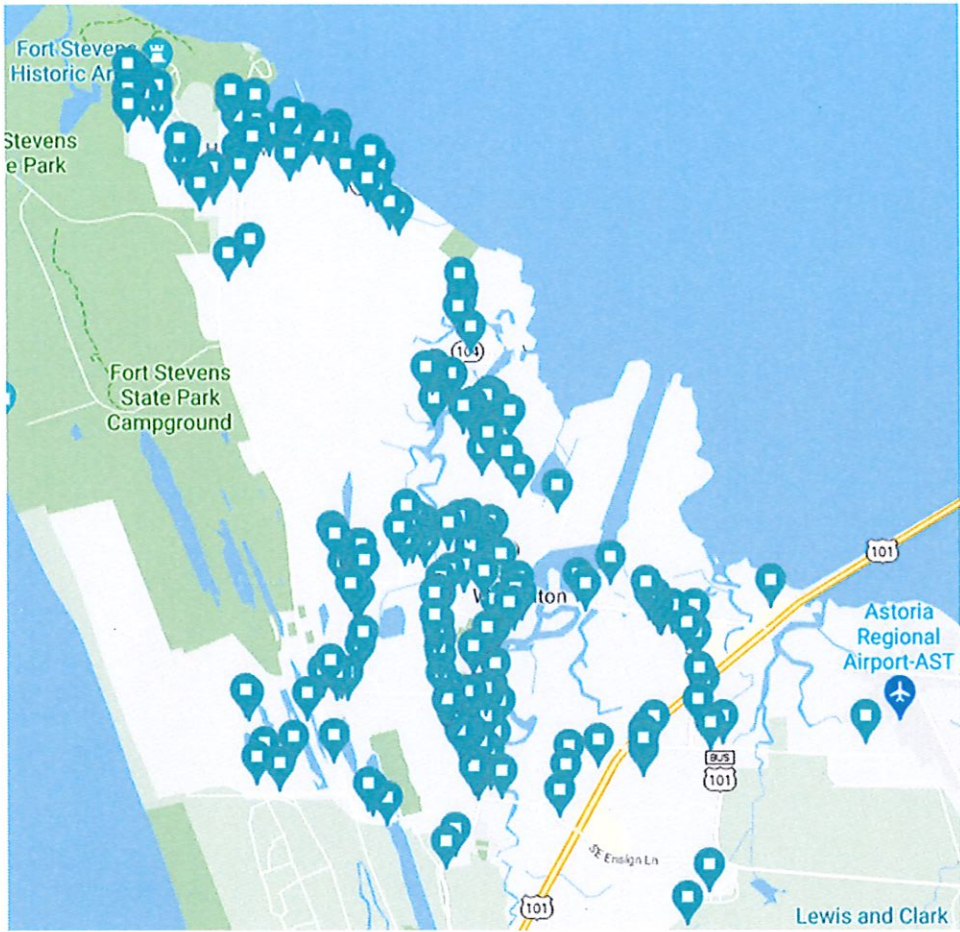 Fort Stevens
Historic Ar
Stevens
e Park
104
Fort Stevens
State Park
Campground
101
Astoria
Regional
Airport-AST
BUS
101
SE Ensign Ln
101
Lewis and Clark